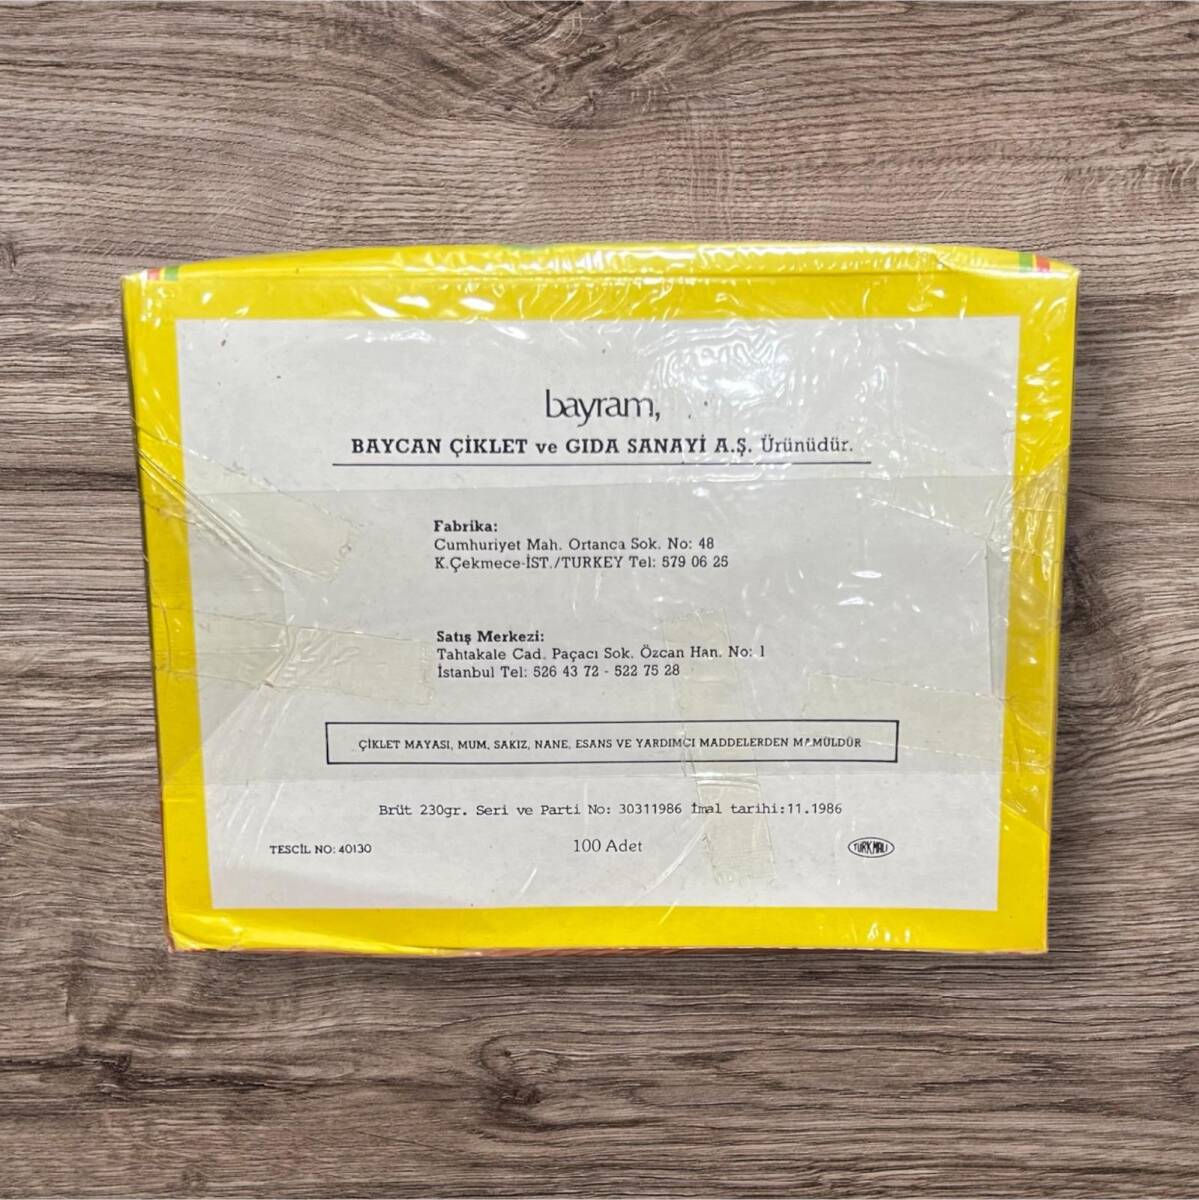 bayram,
BAYCAN ÇİKLET ve GIDA SANAYİ A.Ş. Üründür.
Fabrika:
Cumhuriyet Mah. Ortanca Sok. No: 48
K.Çekmece-İST./TURKEY Tel: 579 06 25
Satış Merkezi:
Tahtakale Cad. Paçacı Sok. Özcan Han. No: 1
İstanbul Tel: 526 43 72 - 522 75 28
ÇİKLET MAYASI, MUM, SAKIZ, NANE, ESANS VE YARDIMCI MADDELERDEN MAMÜLDÜR
Brüt 230gr. Seri ve Parti No: 30311986 İmal tarihi:11.1986
TESCİL NO: 40130
100 Adet
TÜRK MALI